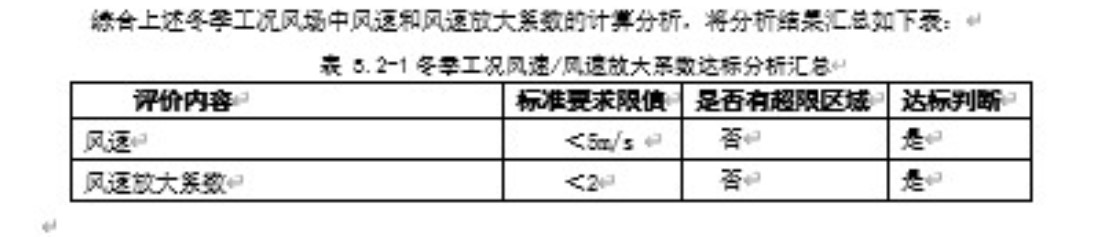 综合上述冬季工况风场中风速和风速放大系数的计算分析，将分析结果汇总如下表：
表 5.2-1 冬季工况风速/风速放大系数达标分析汇总
评价内容 标准要求限值 是否有超限区域 达标判断
风速 <5m/s 否 是
风速放大系数 <2 否 是